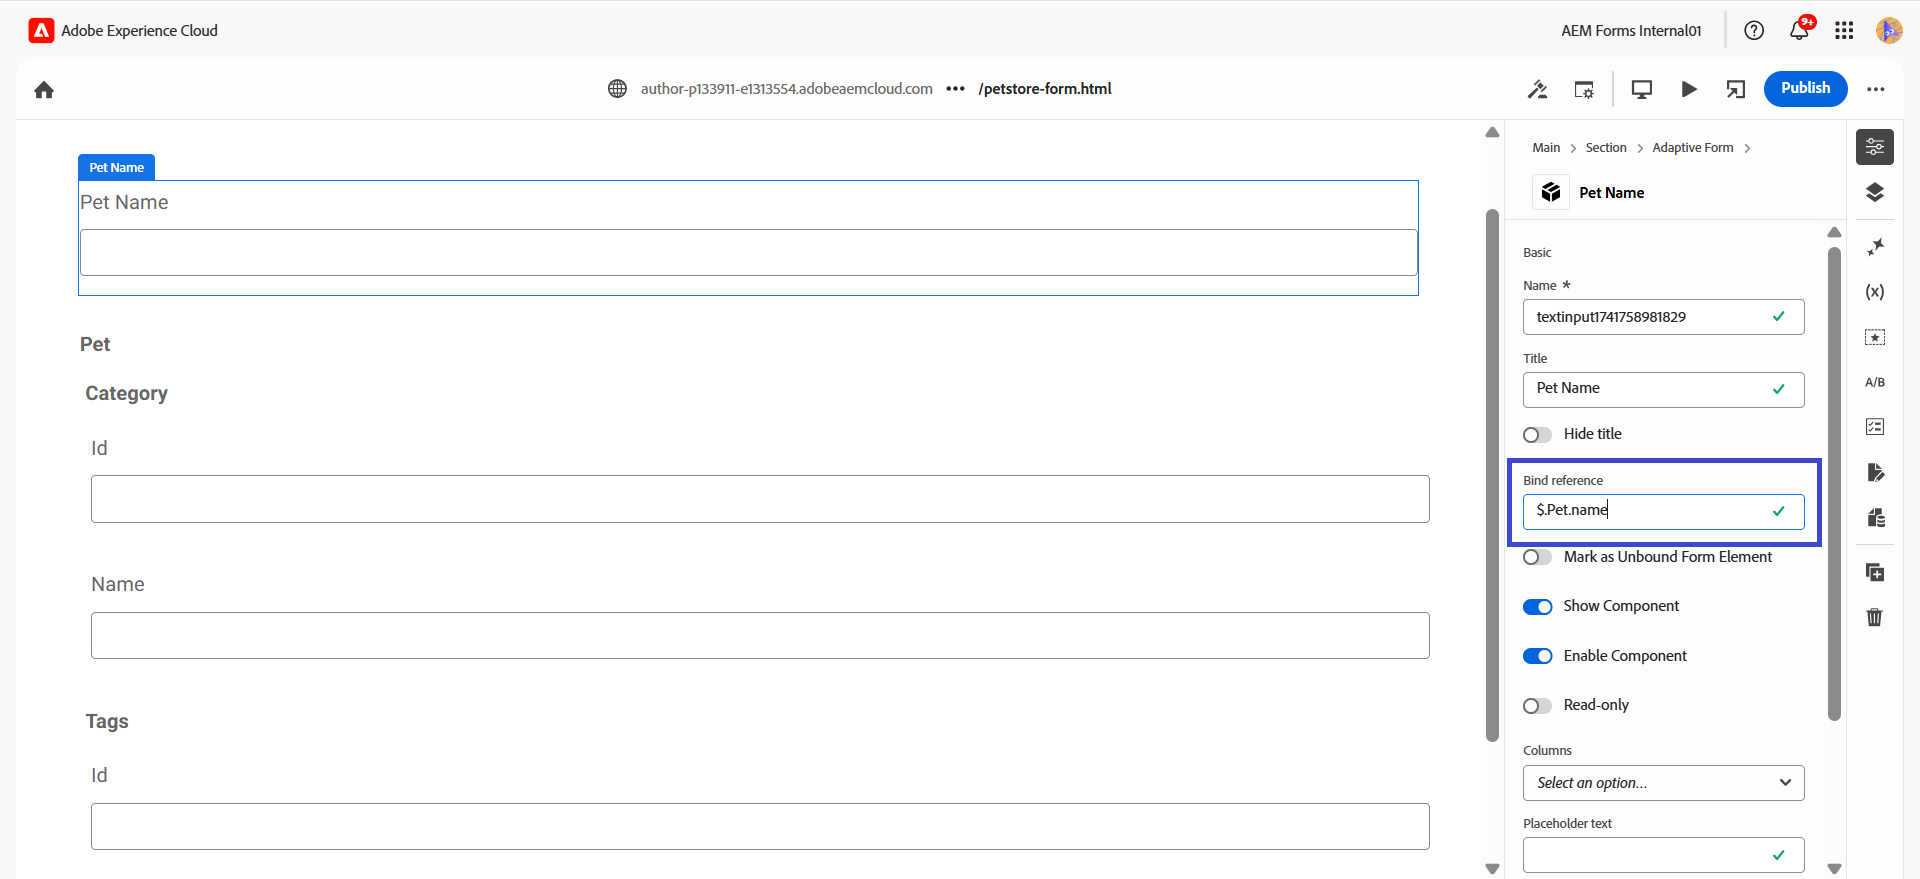 Adobe Experience Cloud
AEM Forms Internal01
9+
author-p133911-e1313554.adobeaemcloud.com ••• /petstore-form.html
Publish
Pet Name
Pet Name
Pet
Category
Id
Name
Tags
Id
Main > Section > Adaptive Form >
Pet Name
Basic
Name *
textinput1741758981829
Title
Pet Name
Hide title
Bind reference
$.Pet.name
Mark as Unbound Form Element
Show Component
Enable Component
Read-only
Columns
Select an option...
Placeholder text
(x)
A/B